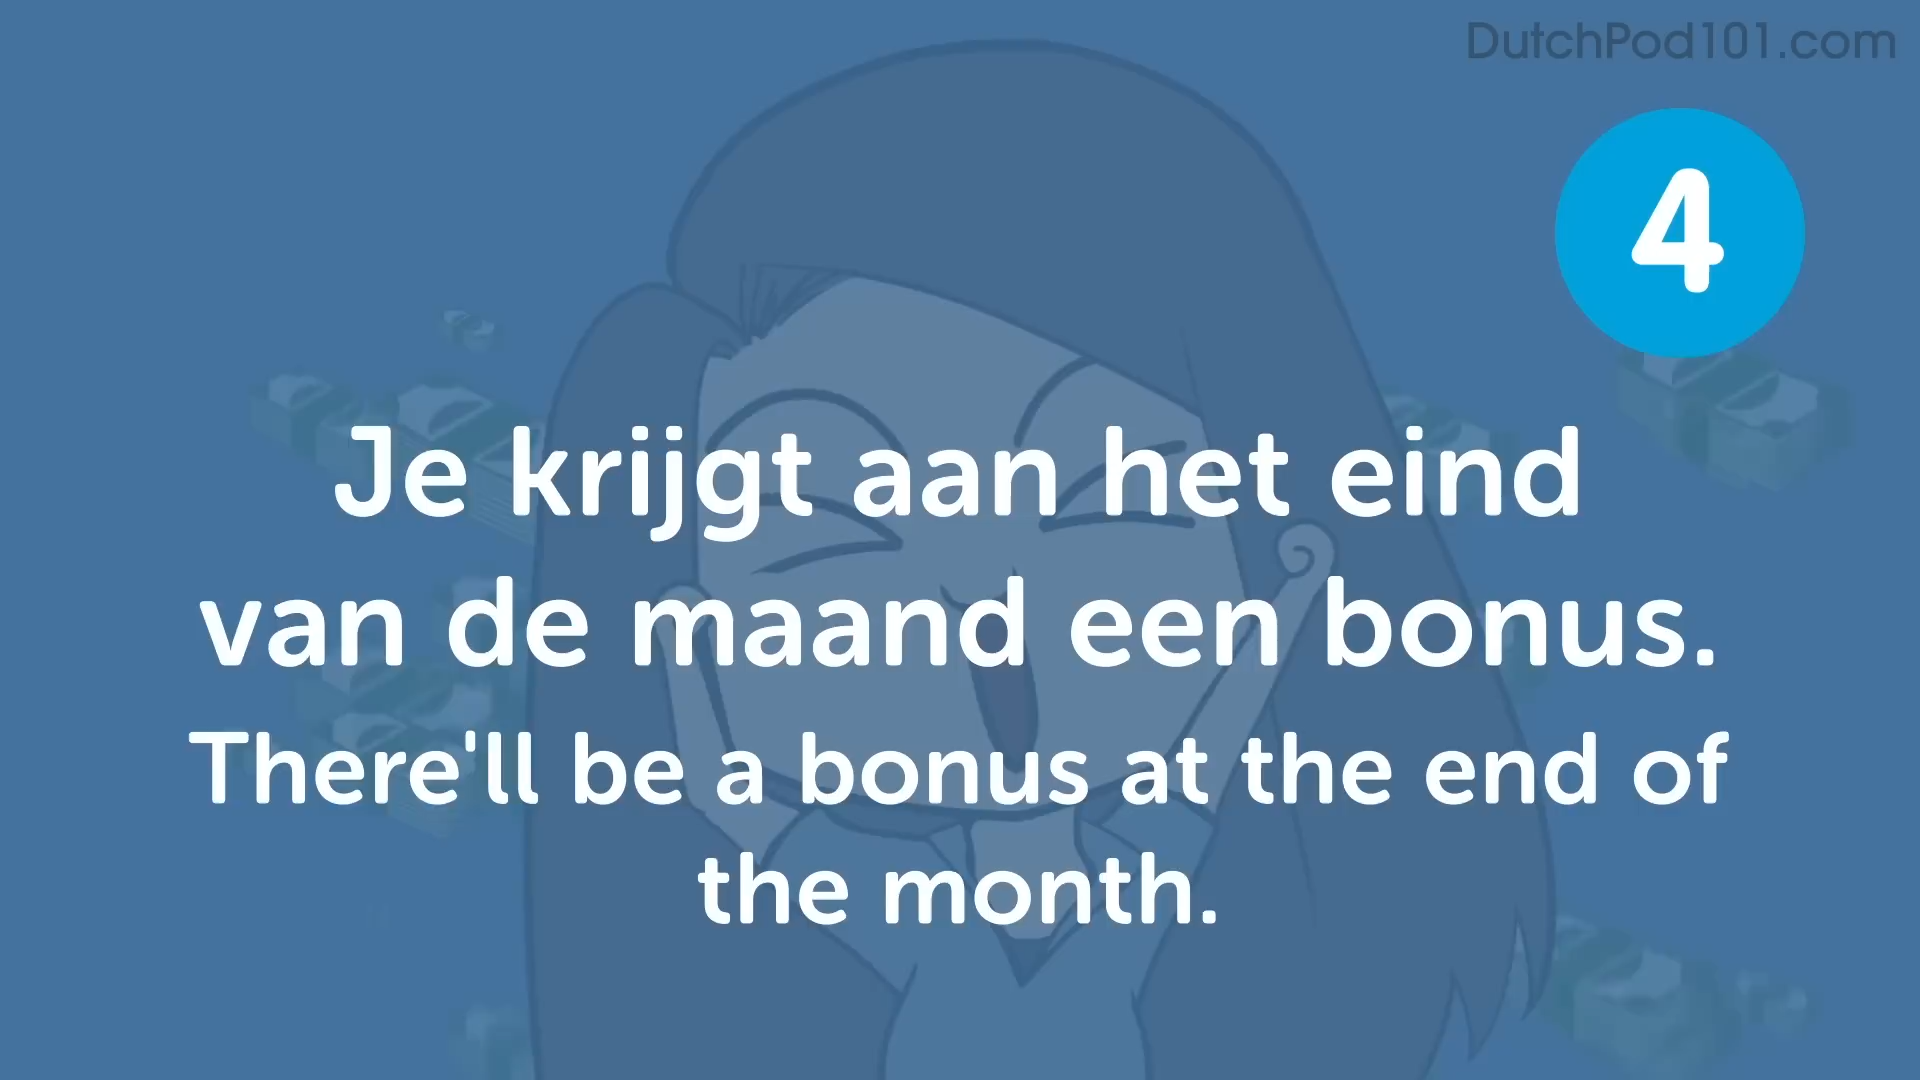 DutchPod101.com
4
Je krijgt aan het eind
van de maand een bonus.
There'll be a bonus at the end of
the month.